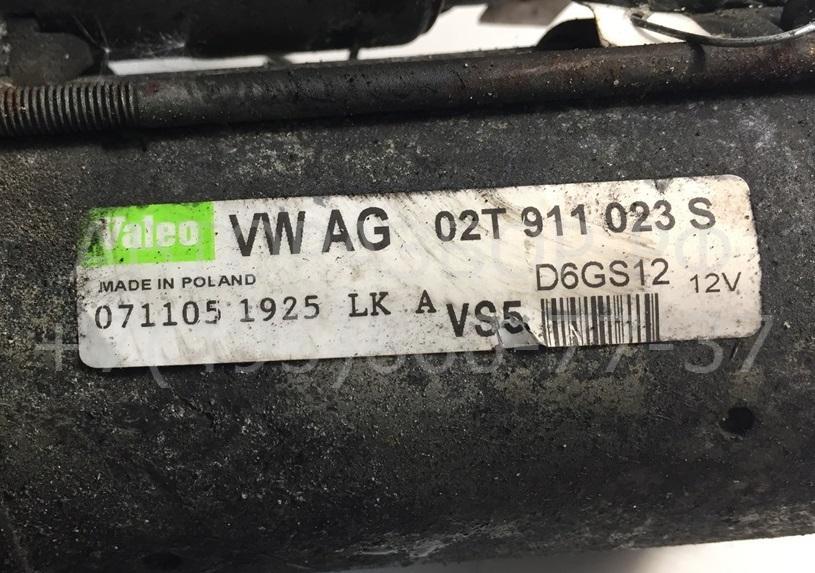 Valeo VW AG 02T 911 023 S
MADE IN POLAND D6GS12 12V
071105 1925 LK A VS5